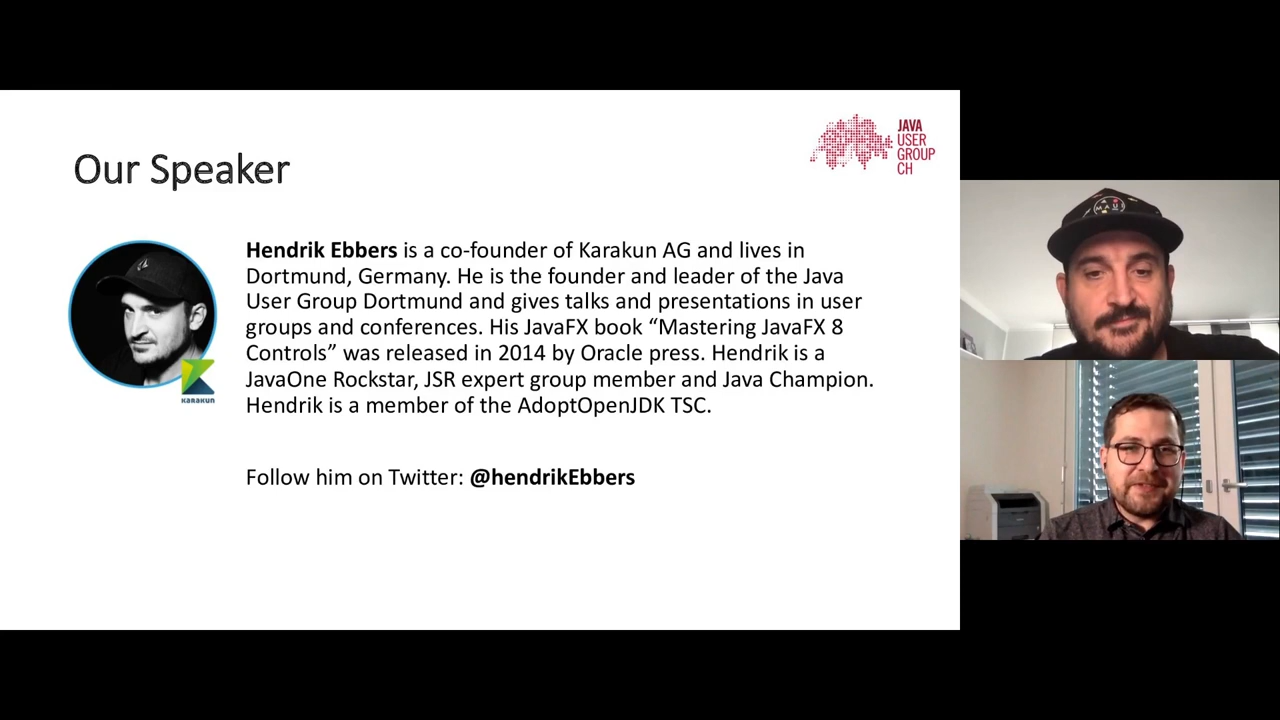 JAVA
USER
GROUP
CH
Our Speaker
Hendrik Ebbers is a co-founder of Karakun AG and lives in
Dortmund, Germany. He is the founder and leader of the Java
User Group Dortmund and gives talks and presentations in user
groups and conferences. His JavaFX book “Mastering JavaFX 8
Controls” was released in 2014 by Oracle press. Hendrik is a
JavaOne Rockstar, JSR expert group member and Java Champion.
Hendrik is a member of the AdoptOpenJDK TSC.
KARAKUN
Follow him on Twitter: @hendrikEbbers
MAUI